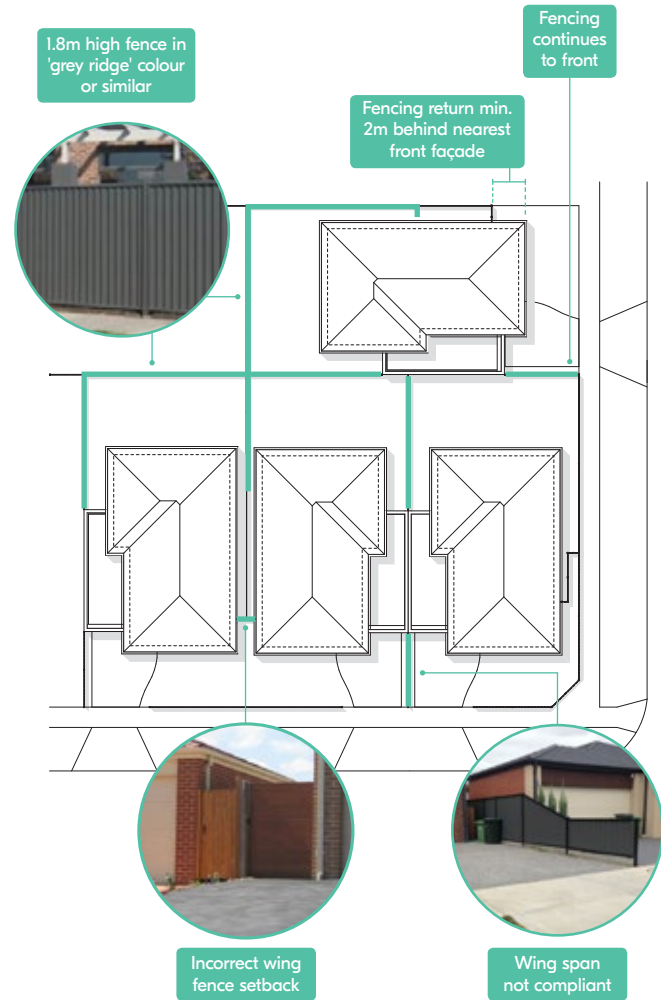 1.8m high fence in
'grey ridge' colour
or similar
Fencing
continues
to front
Fencing return min.
2m behind nearest
front façade
Incorrect wing
fence setback
Wing span
not compliant